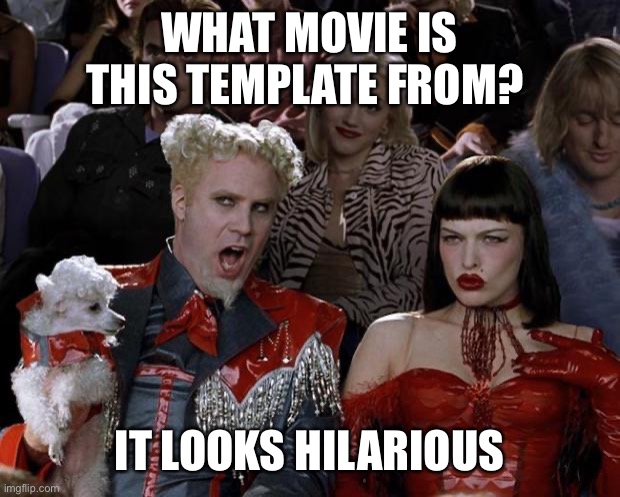 WHAT MOVIE IS
THIS TEMPLATE FROM?
IT LOOKS HILARIOUS
imgflip.com